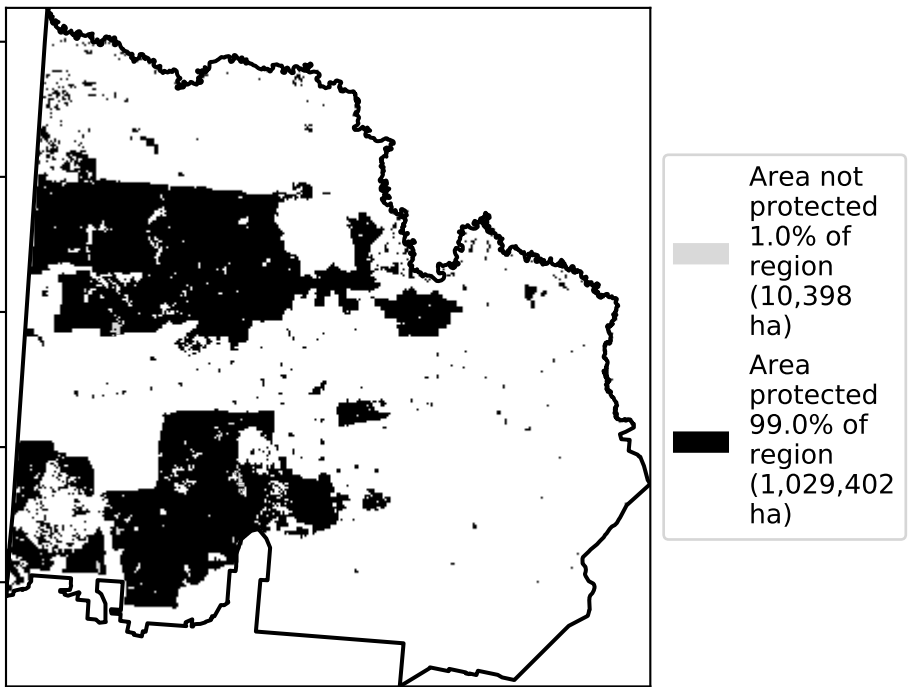 Area not
protected
1.0% of
region
(10,398
ha)
Area
protected
99.0% of
region
(1,029,402
ha)